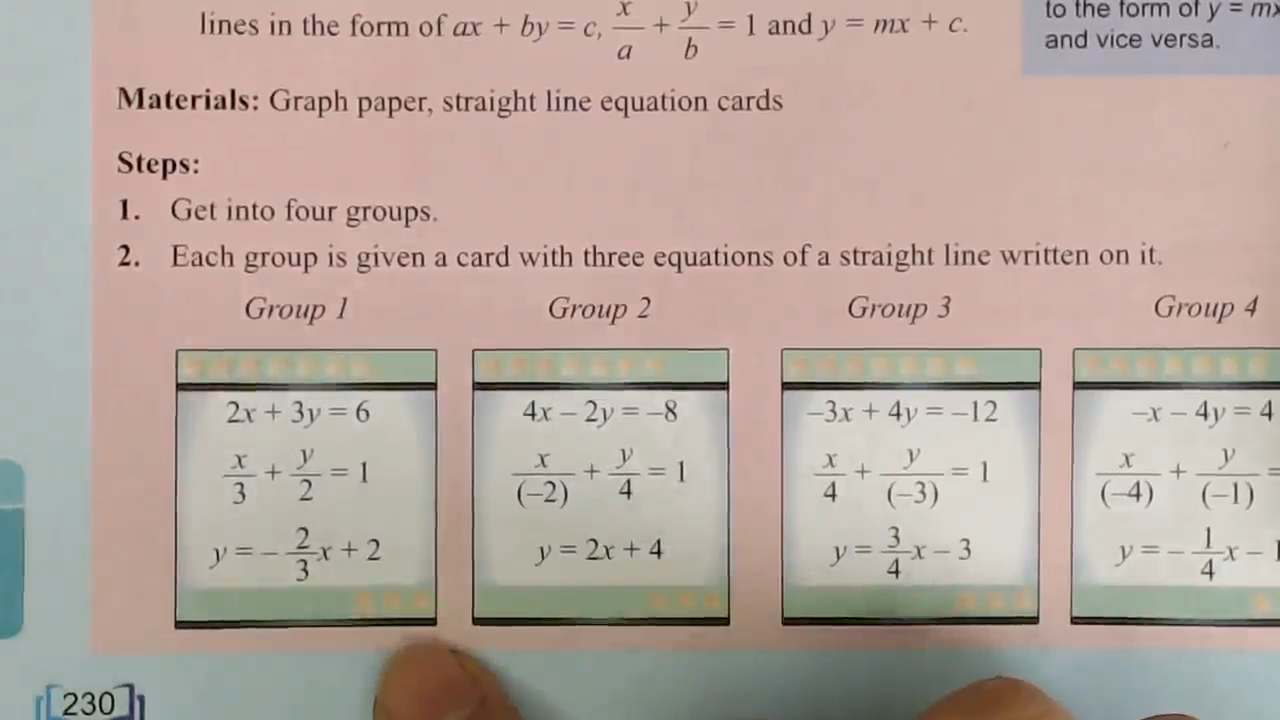 lines in the form of ax + by = c, x/a + y/b = 1 and y = mx + c.
to the form of y = mx
and vice versa.
Materials: Graph paper, straight line equation cards
Steps:
1. Get into four groups.
2. Each group is given a card with three equations of a straight line written on it.
Group 1
2x + 3y = 6
x/3 + y/2 = 1
y = –2/3x + 2
Group 2
4x – 2y = –8
x/(–2) + y/4 = 1
y = 2x + 4
Group 3
–3x + 4y = –12
x/4 + y/(–3) = 1
y = 3/4x – 3
Group 4
–x – 4y = 4
x/(–4) + y/(–1) =
y = –1/4x –
230